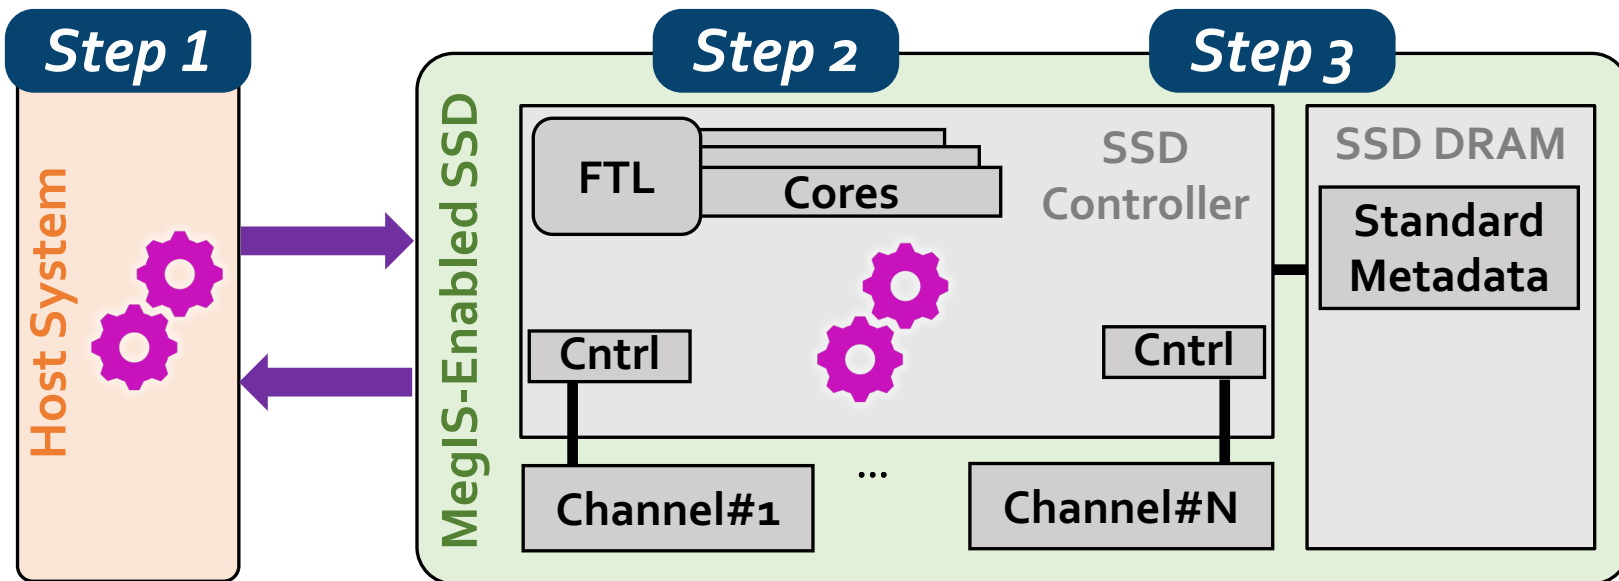 Step 1
Step 2
Step 3
Host System
MegIS-Enabled SSD
FTL
Cores
SSD
Controller
SSD DRAM
Standard
Metadata
Cntrl
Cntrl
Channel#1
...
Channel#N